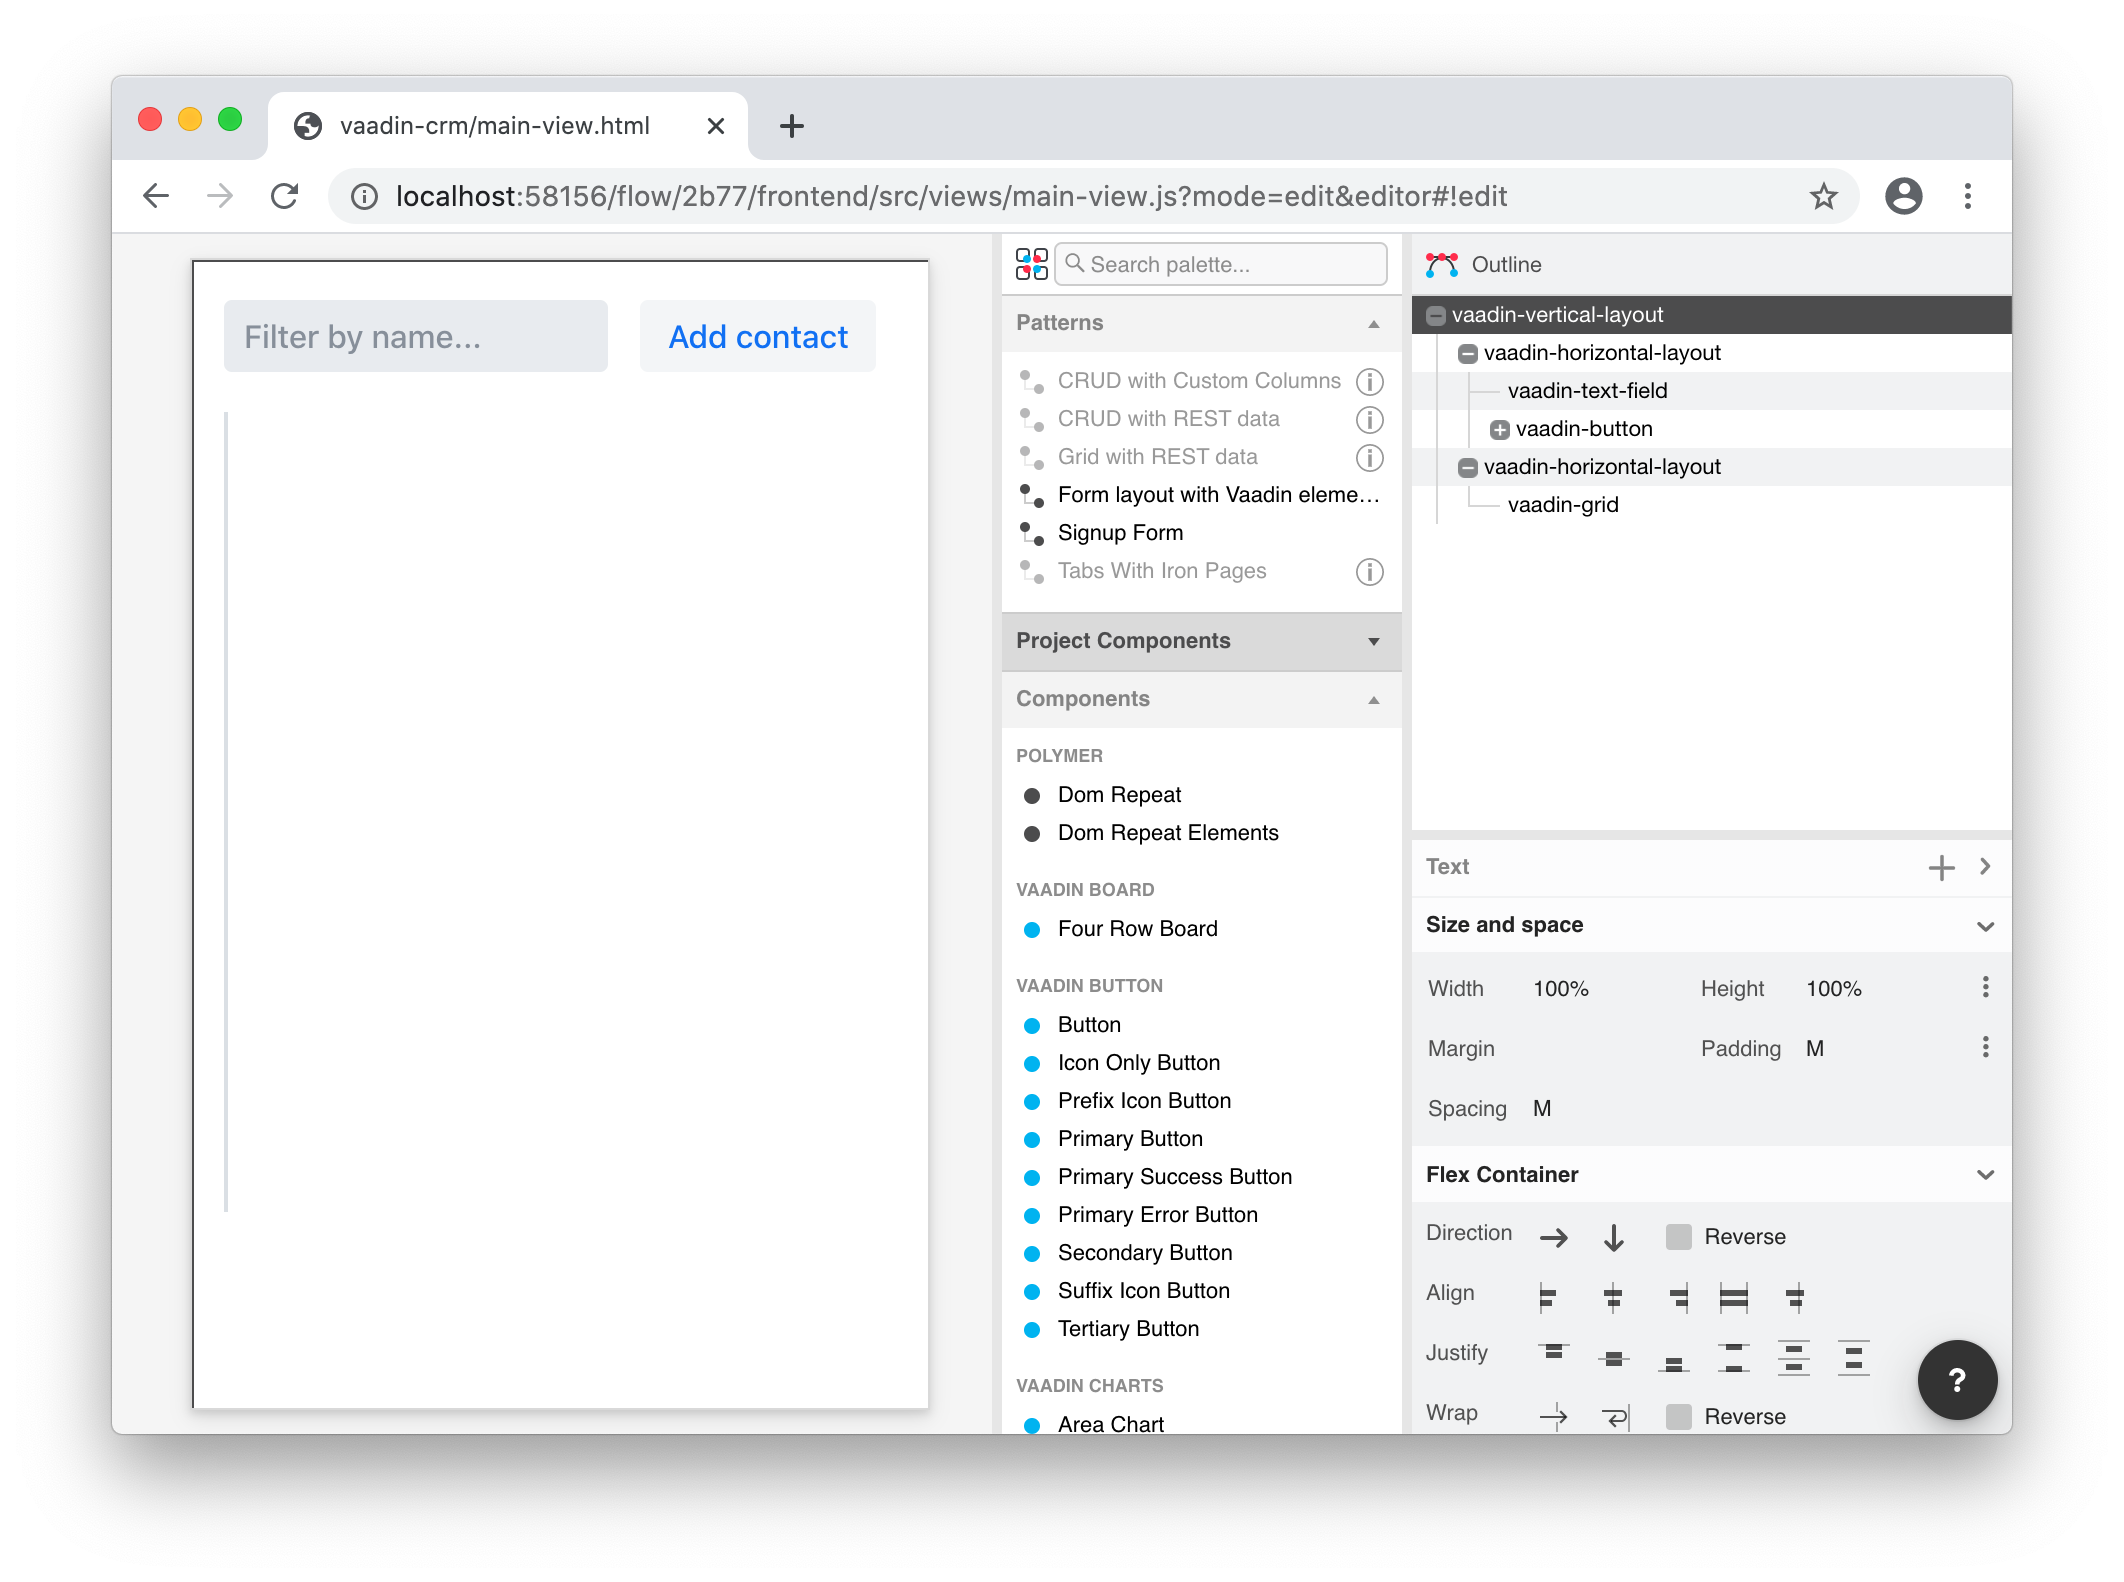 vaadin-crm/main-view.html
localhost:58156/flow/2b77/frontend/src/views/main-view.js?mode=edit&editor#!edit
Filter by name...
Add contact
Search palette...
Patterns
CRUD with Custom Columns
CRUD with REST data
Grid with REST data
Form layout with Vaadin eleme...
Signup Form
Tabs With Iron Pages
Project Components
Components
POLYMER
Dom Repeat
Dom Repeat Elements
VAADIN BOARD
Four Row Board
VAADIN BUTTON
Button
Icon Only Button
Prefix Icon Button
Primary Button
Primary Success Button
Primary Error Button
Secondary Button
Suffix Icon Button
Tertiary Button
VAADIN CHARTS
Area Chart
Outline
vaadin-vertical-layout
vaadin-horizontal-layout
vaadin-text-field
vaadin-button
vaadin-horizontal-layout
vaadin-grid
Text
Size and space
Width 100% Height 100%
Margin Padding M
Spacing M
Flex Container
Direction Reverse
Align
Justify
Wrap Reverse
?